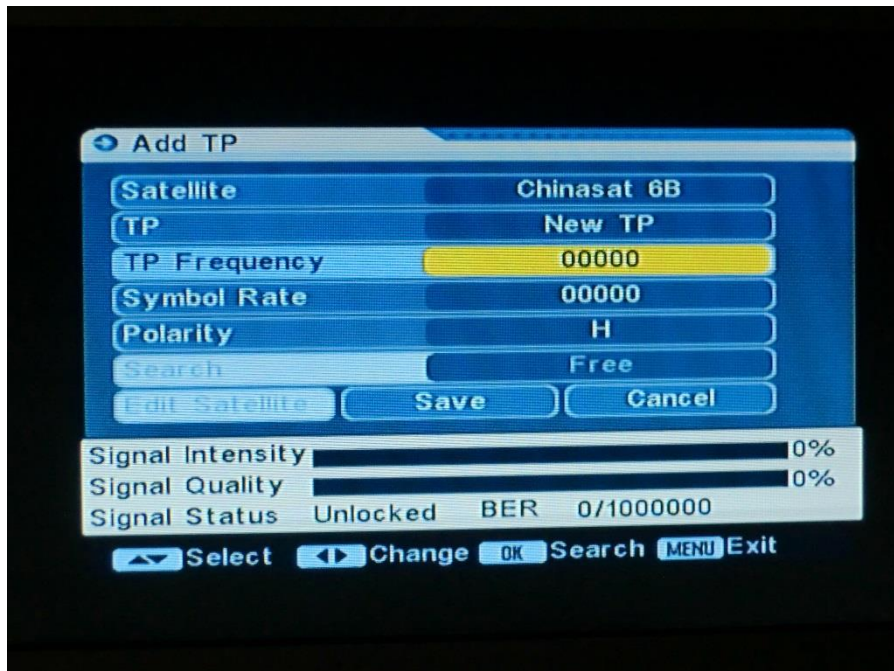 Add TP
Satellite Chinasat 6B
TP New TP
TP Frequency 00000
Symbol Rate 00000
Polarity H
Search Free
Edit Satellite Save Cancel
Signal Intensity 0%
Signal Quality 0%
Signal Status Unlocked BER 0/1000000
Select Change OK Search MENU Exit